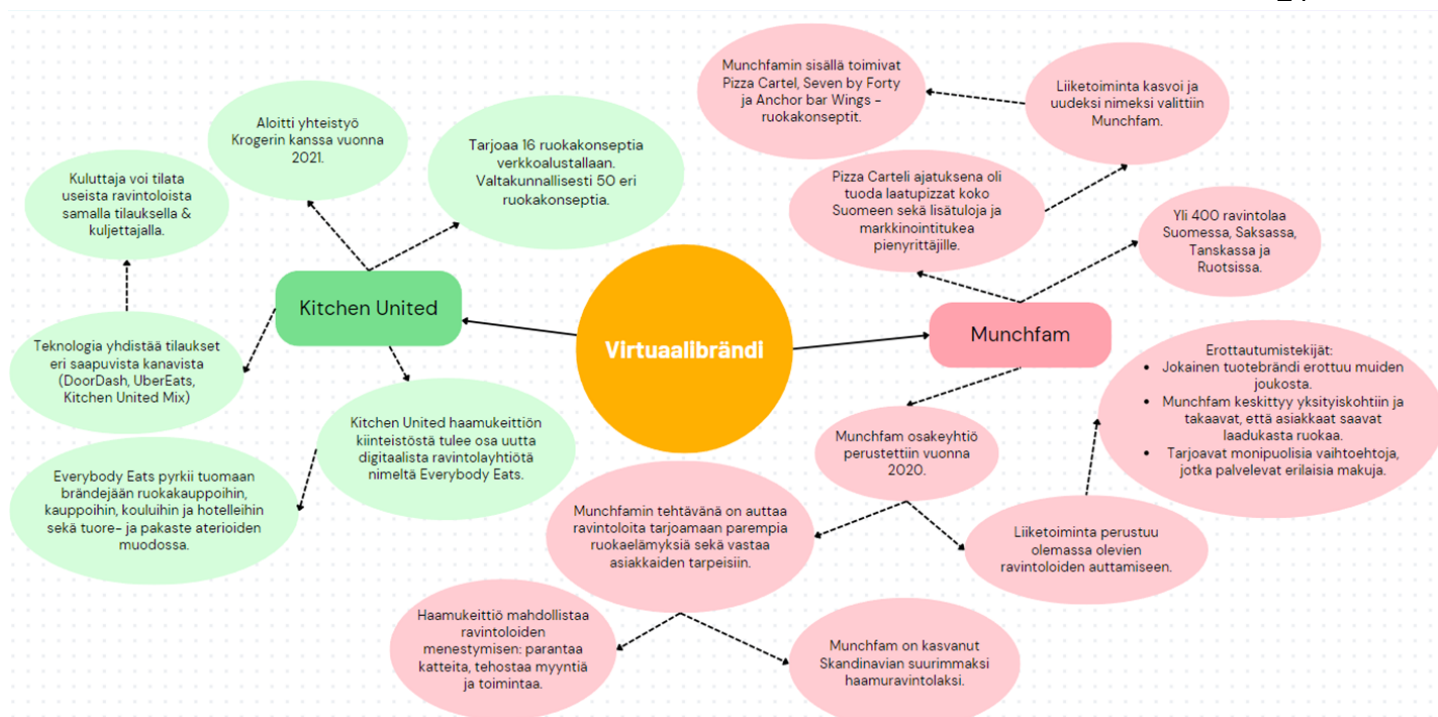 Munchfamin sisällä toimivat
Pizza Cartel, Seven by Forty
ja Anchor bar Wings -
ruokakonseptit.
Liiketoiminta kasvoi ja
uudeksi nimeksi valittiin
Munchfam.
Aloitti yhteistyö
Krogerin kanssa vuonna
2021.
Tarjoaa 16 ruokakonseptia
verkkoalustallaan.
Valtakunnallisesti 50 eri
ruokakonseptia.
Kuluttaja voi tilata
useista ravintoloista
samalla tilauksella &
kuljettajalla.
Pizza Carteli ajatuksena oli
tuoda laatupizzat koko
Suomeen sekä lisätuloja ja
markkinointitukea
pienyrittäjille.
Yli 400 ravintolaa
Suomessa, Saksassa,
Tanskassa ja
Ruotsissa.
Kitchen United
Virtuaalibrändi
Munchfam
Teknologia yhdistää tilaukset
eri saapuvista kanavista
(DoorDash, UberEats,
Kitchen United Mix)
Erottautumistekijät:
• Jokainen tuotebrändi erottuu muiden
joukosta.
• Munchfam keskittyy yksityiskohtiin ja
takaavat, että asiakkaat saavat
laadukasta ruokaa.
• Tarjoavat monipuolisia vaihtoehtoja,
jotka palvelevat erilaisia makuja.
Kitchen United haamukeittiön
kiinteistöstä tulee osa uutta
digitaalista ravintolayhtiötä
nimeltä Everybody Eats.
Munchfam osakeyhtiö
perustettiin vuonna
2020.
Everybody Eats pyrkii tuomaan
brändejään ruokakauppoihin,
kauppoihin, kouluihin ja hotelleihin
sekä tuore- ja pakaste aterioiden
muodossa.
Munchfamin tehtävänä on auttaa
ravintoloita tarjoamaan parempia
ruokaelämyksiä sekä vastaa
asiakkaiden tarpeisiin.
Liiketoiminta perustuu
olemassa olevien
ravintoloiden auttamiseen.
Haamukeittiö mahdollistaa
ravintoloiden
menestymisen: parantaa
katteita, tehostaa myyntiä
ja toimintaa.
Munchfam on kasvanut
Skandinavian suurimmaksi
haamuravintolaksi.